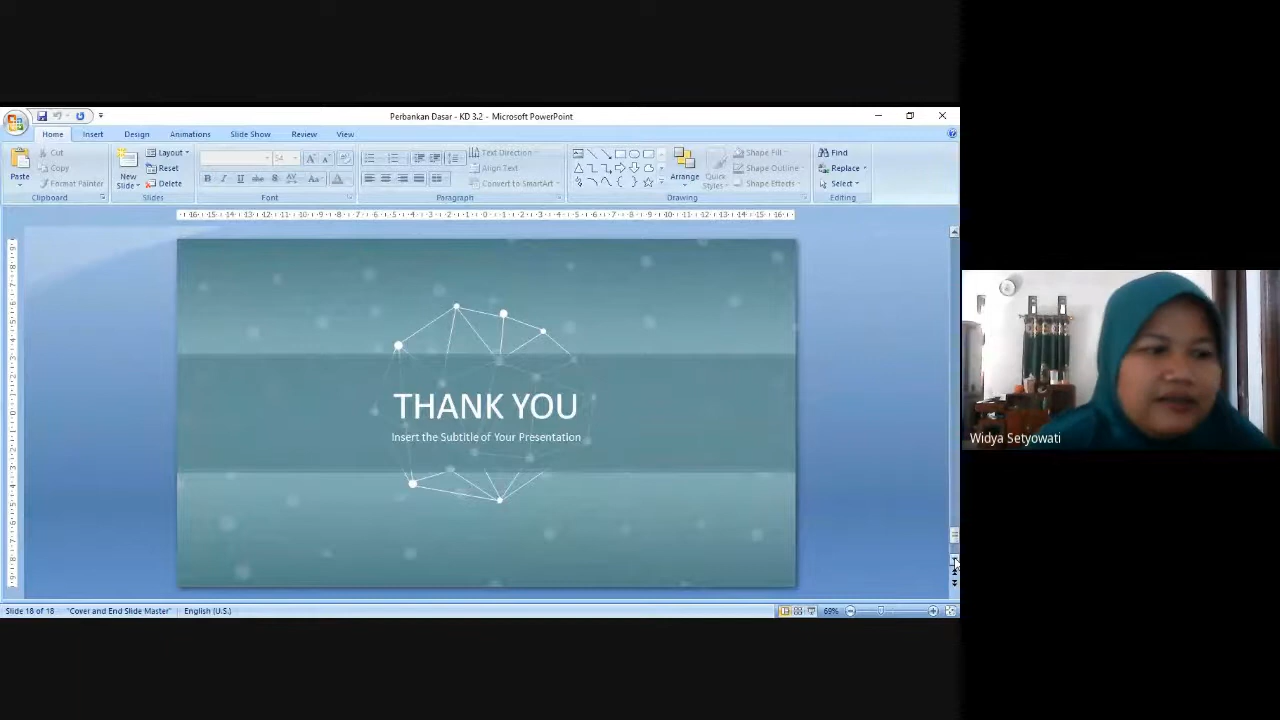 Perbankan Dasar - KD 3.2 - Microsoft PowerPoint
Home Insert Design Animations Slide Show Review View
Paste
Cut
Copy
Format Painter
Clipboard
New Slide
Layout
Reset
Delete
Slides
54
Font
Text Direction
Align Text
Convert to SmartArt
Paragraph
Arrange
Quick Styles
Shape Fill
Shape Outline
Shape Effects
Drawing
Find
Replace
Select
Editing
THANK YOU
Insert the Subtitle of Your Presentation
Widya Setyowati
Slide 18 of 18 "Cover and End Slide Master" English (U.S.) 69%